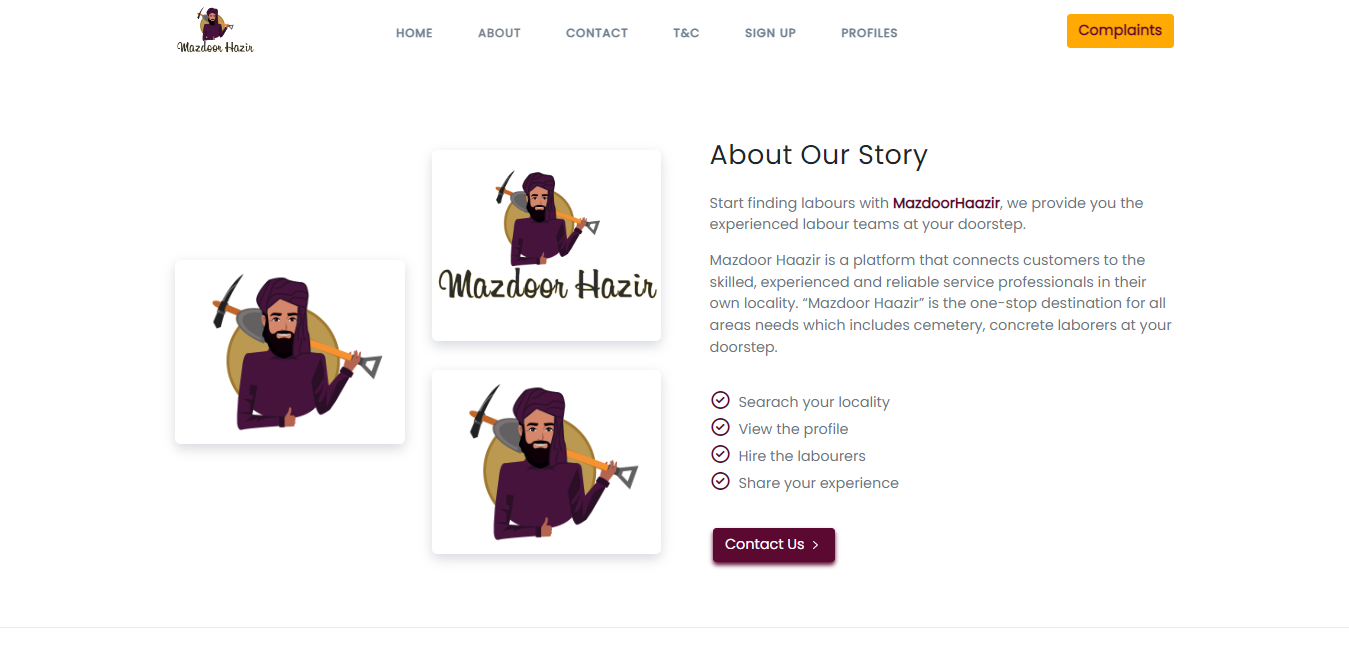 Mazdoor Hazir
HOME
ABOUT
CONTACT
T&C
SIGN UP
PROFILES
Complaints
Mazdoor Hazir
About Our Story
Start finding labours with MazdoorHaazir, we provide you the
experienced labour teams at your doorstep.
Mazdoor Haazir is a platform that connects customers to the
skilled, experienced and reliable service professionals in their
own locality. “Mazdoor Haazir” is the one-stop destination for all
areas needs which includes cemetery, concrete laborers at your
doorstep.
Searach your locality
View the profile
Hire the labourers
Share your experience
Contact Us >